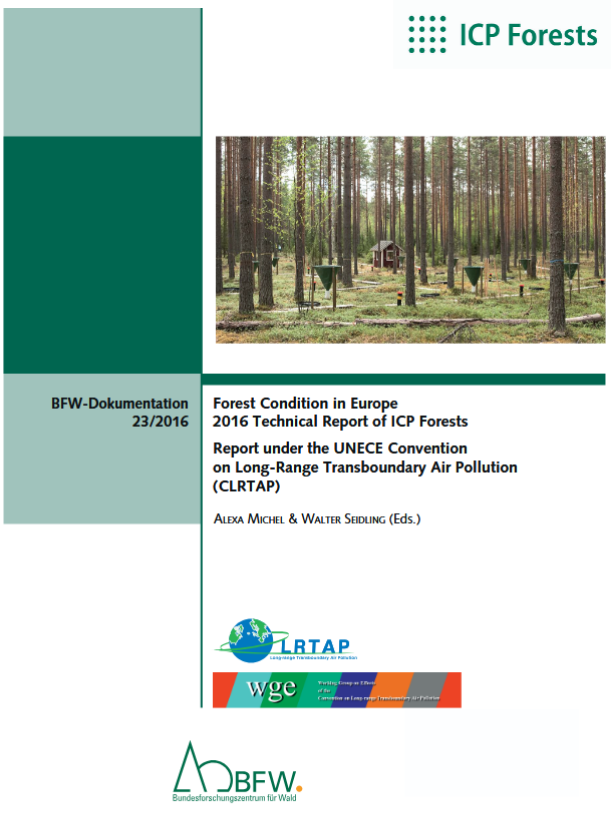 ICP Forests
BFW-Dokumentation
23/2016
Forest Condition in Europe
2016 Technical Report of ICP Forests
Report under the UNECE Convention
on Long-Range Transboundary Air Pollution
(CLRTAP)
ALEXA MICHEL & WALTER SEIDLING (Eds.)
LRTAP
Long-range Transboundary Air Pollution
wge
Working Group on Effects
of the
Convention on Long-range Transboundary Air Pollution
BFW
Bundesforschungszentrum für Wald